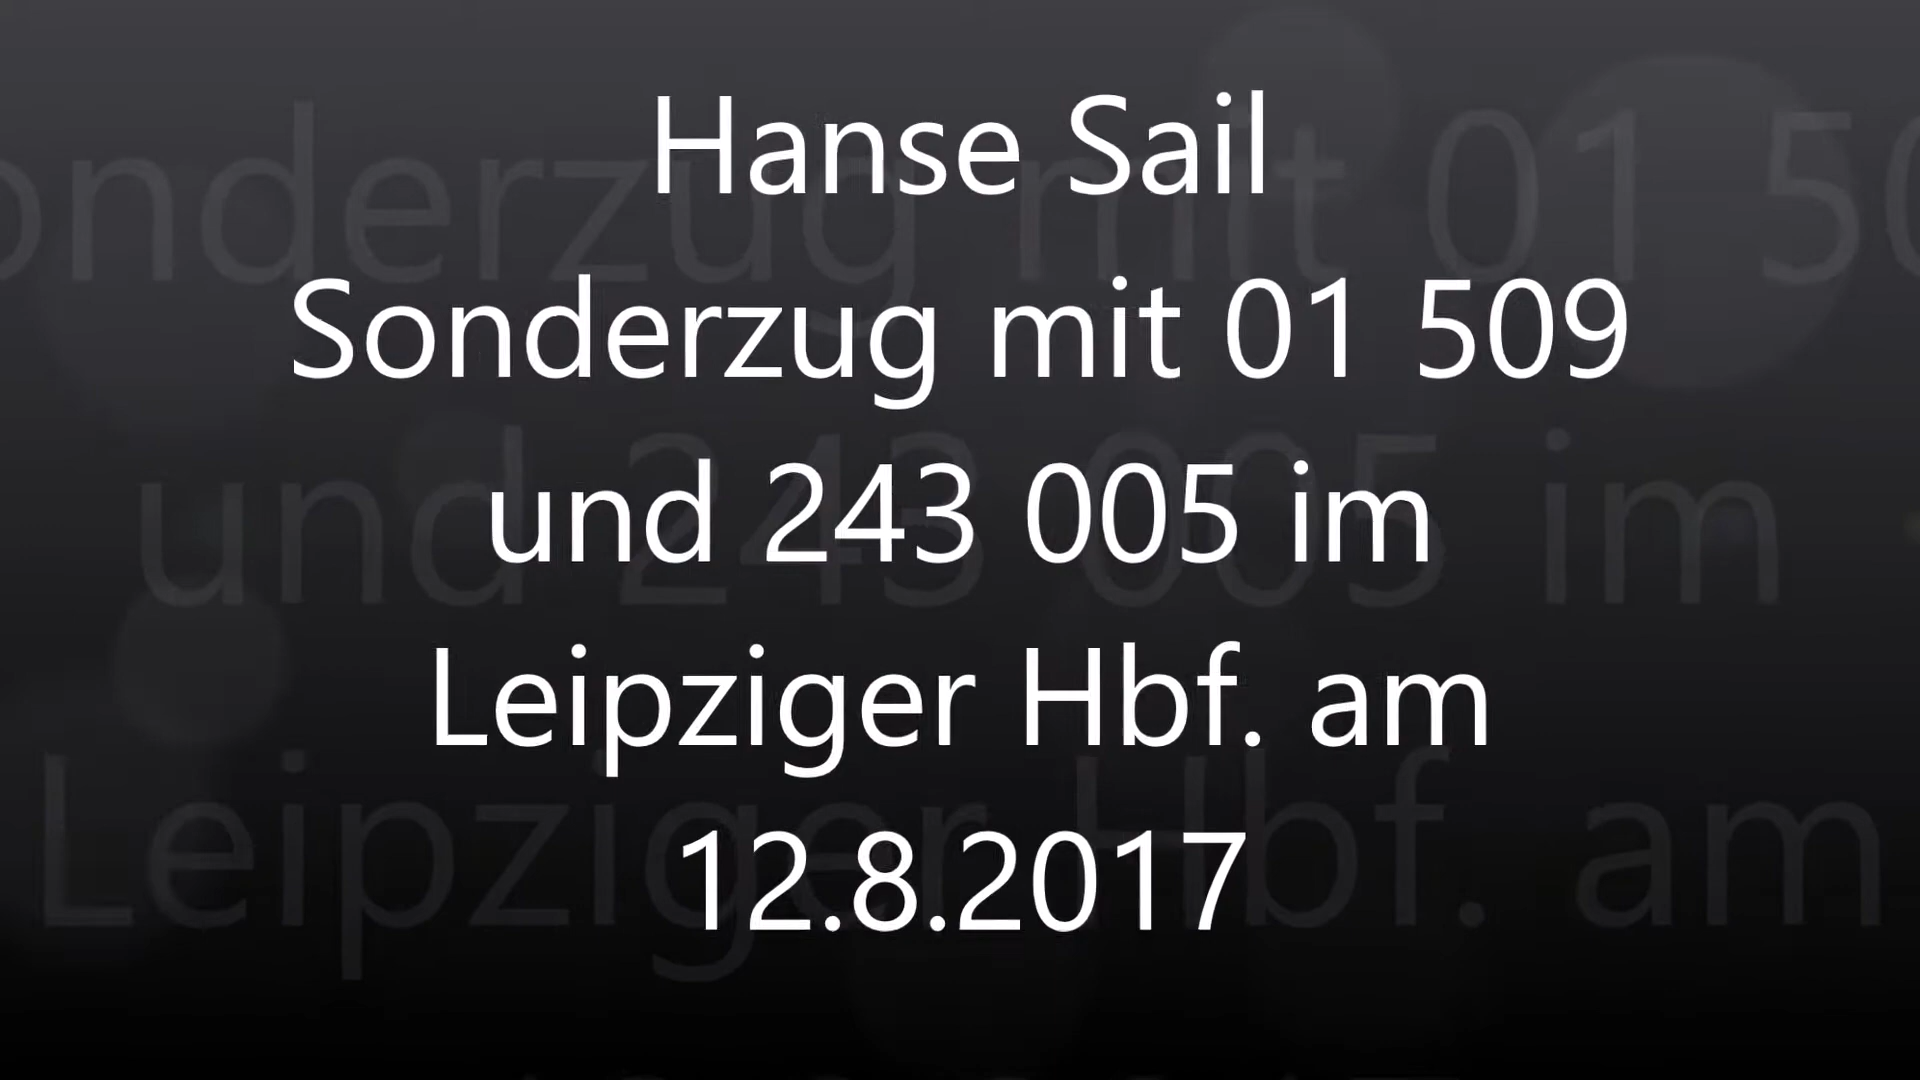 Hanse Sail
Sonderzug mit 01 509
und 243 005 im
Leipziger Hbf. am
12.8.2017